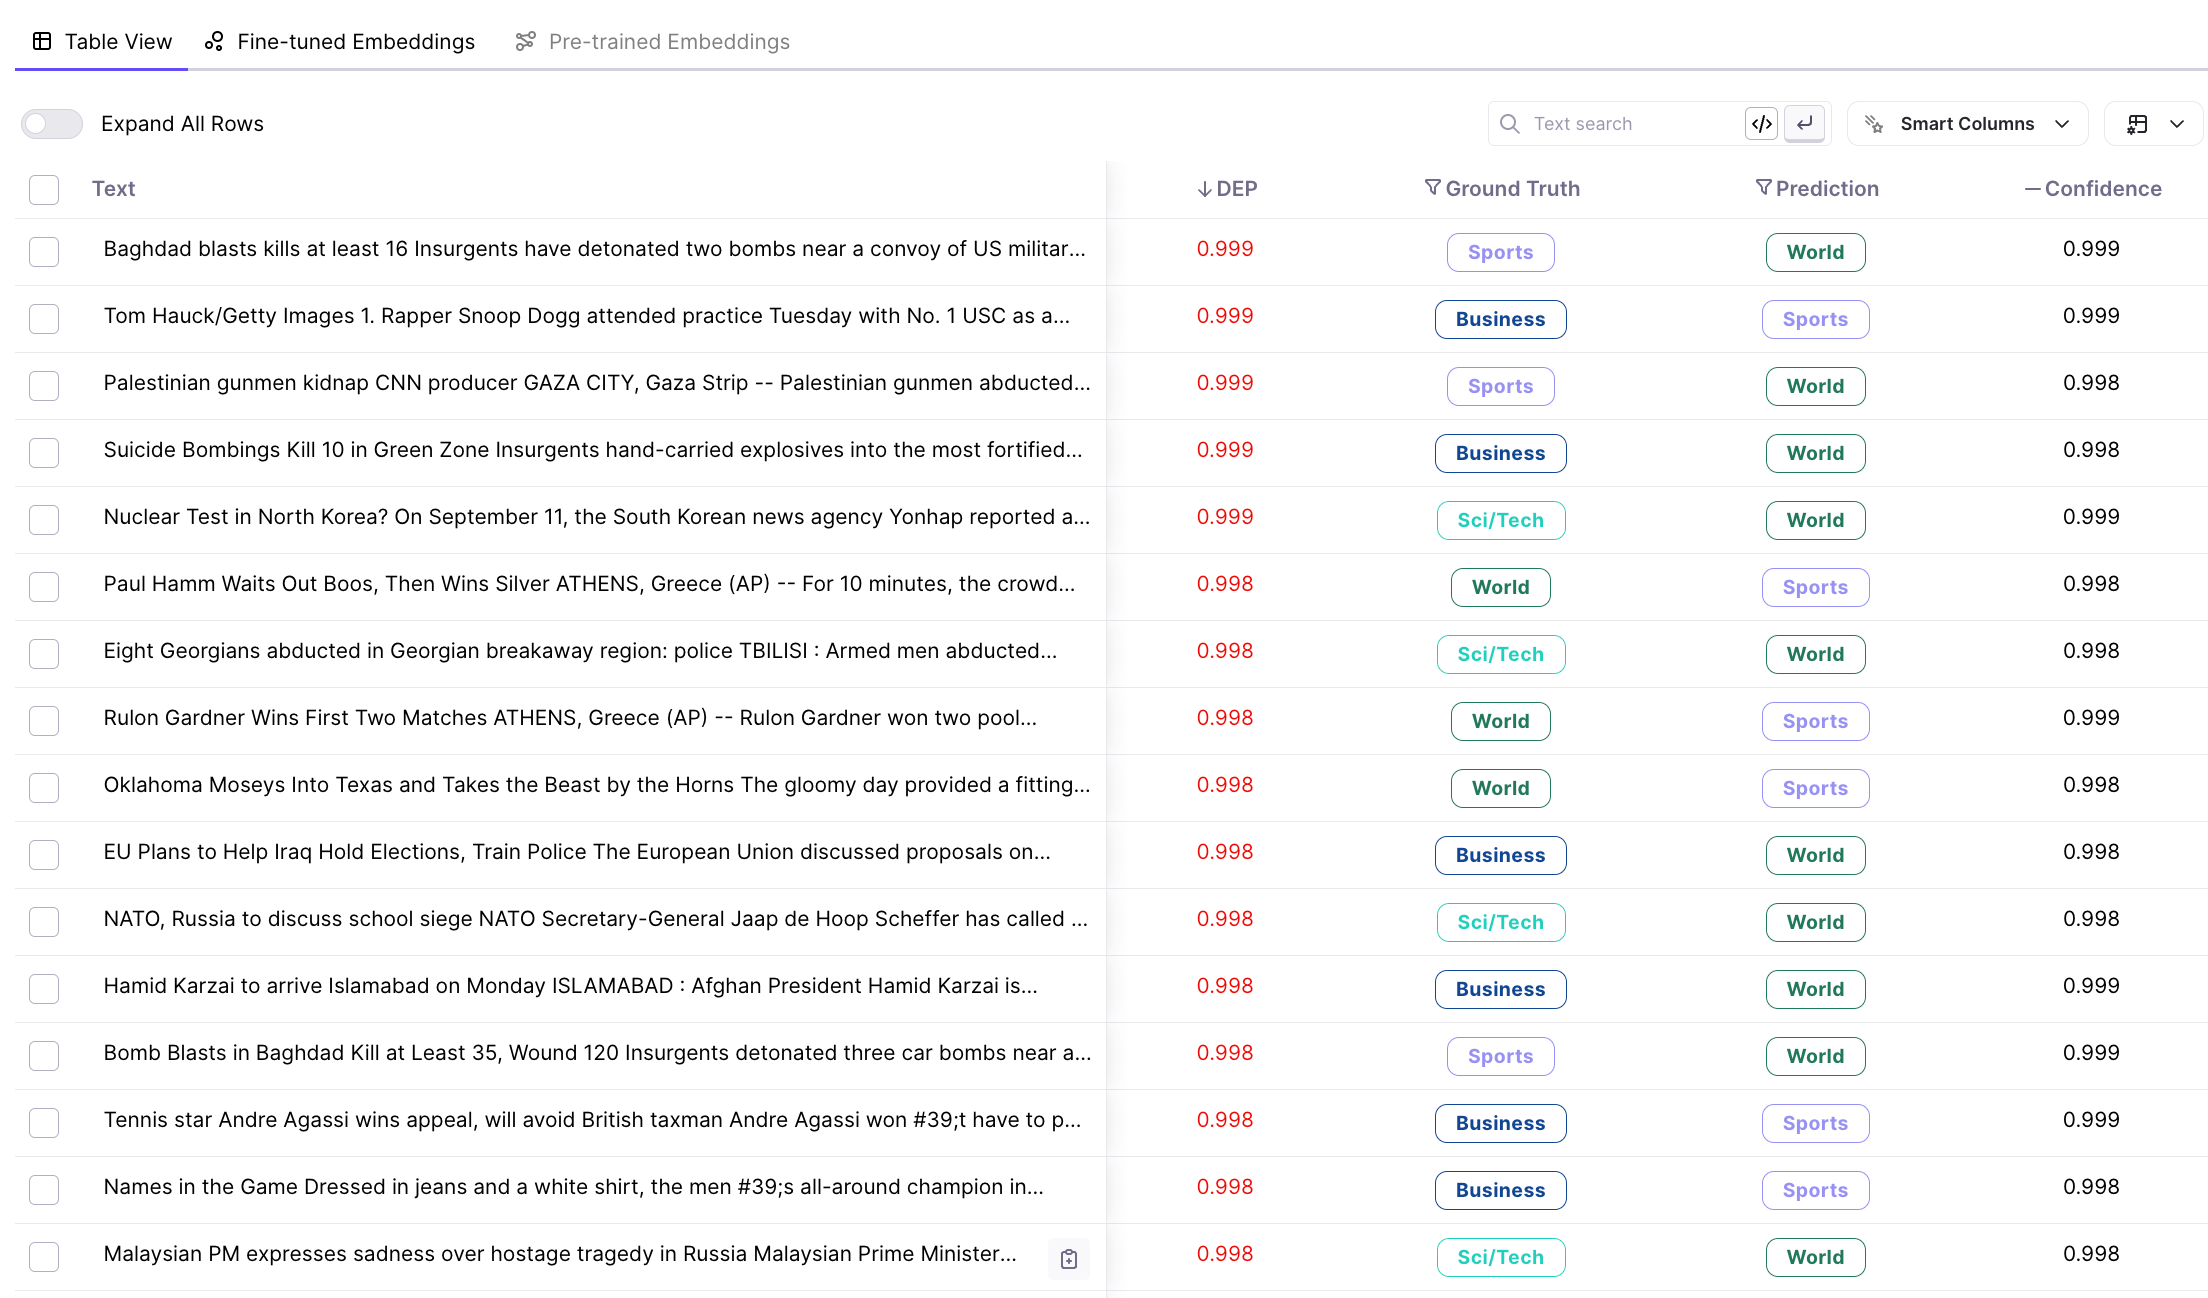 Table View Fine-tuned Embeddings Pre-trained Embeddings
Expand All Rows Text search </> Smart Columns
Text DEP Ground Truth Prediction Confidence
Baghdad blasts kills at least 16 Insurgents have detonated two bombs near a convoy of US militar... 0.999 Sports World 0.999
Tom Hauck/Getty Images 1. Rapper Snoop Dogg attended practice Tuesday with No. 1 USC as a... 0.999 Business Sports 0.999
Palestinian gunmen kidnap CNN producer GAZA CITY, Gaza Strip -- Palestinian gunmen abducted... 0.999 Sports World 0.998
Suicide Bombings Kill 10 in Green Zone Insurgents hand-carried explosives into the most fortified... 0.999 Business World 0.998
Nuclear Test in North Korea? On September 11, the South Korean news agency Yonhap reported a... 0.999 Sci/Tech World 0.999
Paul Hamm Waits Out Boos, Then Wins Silver ATHENS, Greece (AP) -- For 10 minutes, the crowd... 0.998 World Sports 0.998
Eight Georgians abducted in Georgian breakaway region: police TBILISI : Armed men abducted... 0.998 Sci/Tech World 0.998
Rulon Gardner Wins First Two Matches ATHENS, Greece (AP) -- Rulon Gardner won two pool... 0.998 World Sports 0.999
Oklahoma Moseys Into Texas and Takes the Beast by the Horns The gloomy day provided a fitting... 0.998 World Sports 0.998
EU Plans to Help Iraq Hold Elections, Train Police The European Union discussed proposals on... 0.998 Business World 0.998
NATO, Russia to discuss school siege NATO Secretary-General Jaap de Hoop Scheffer has called ... 0.998 Sci/Tech World 0.998
Hamid Karzai to arrive Islamabad on Monday ISLAMABAD : Afghan President Hamid Karzai is... 0.998 Business World 0.999
Bomb Blasts in Baghdad Kill at Least 35, Wound 120 Insurgents detonated three car bombs near a... 0.998 Sports World 0.999
Tennis star Andre Agassi wins appeal, will avoid British taxman Andre Agassi won #39;t have to p... 0.998 Business Sports 0.999
Names in the Game Dressed in jeans and a white shirt, the men #39;s all-around champion in... 0.998 Business Sports 0.998
Malaysian PM expresses sadness over hostage tragedy in Russia Malaysian Prime Minister... 0.998 Sci/Tech World 0.998